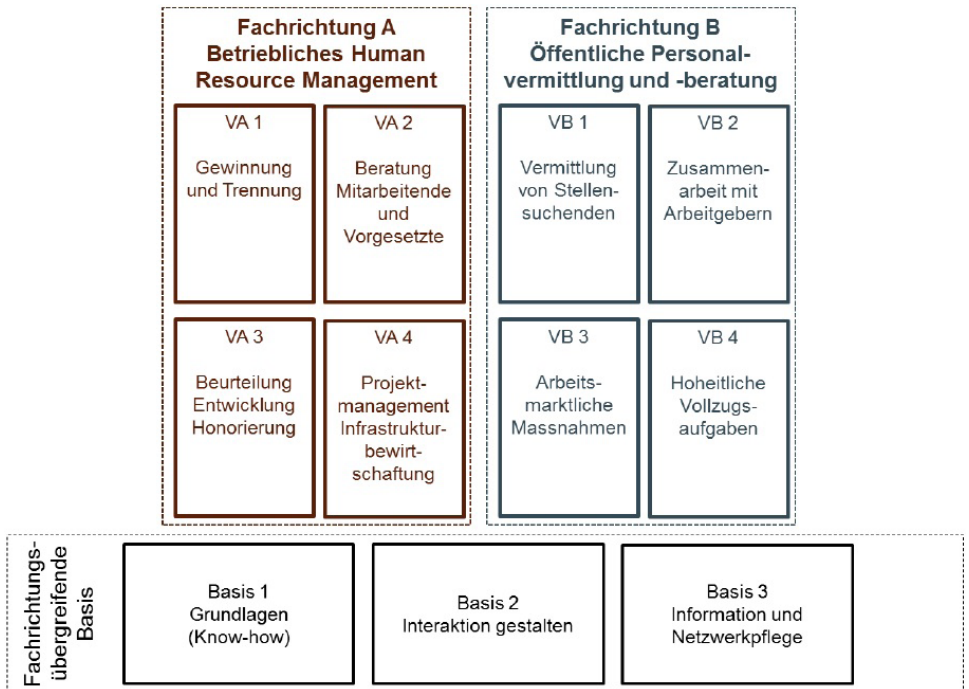 Fachrichtung A
Betriebliches Human
Resource Management
VA 1
Gewinnung
und Trennung
VA 2
Beratung
Mitarbeitende
und
Vorgesetzte
VA 3
Beurteilung
Entwicklung
Honorierung
VA 4
Projekt-
management
Infrastruktur-
bewirt-
schaftung
Fachrichtung B
Öffentliche Personal-
vermittlung und -beratung
VB 1
Vermittlung
von Stellen-
suchenden
VB 2
Zusammen-
arbeit mit
Arbeitgebern
VB 3
Arbeits-
marktliche
Massnahmen
VB 4
Hoheitliche
Vollzugs-
aufgaben
Fachrichtungs-
übergreifende
Basis
Basis 1
Grundlagen
(Know-how)
Basis 2
Interaktion gestalten
Basis 3
Information und
Netzwerkpflege